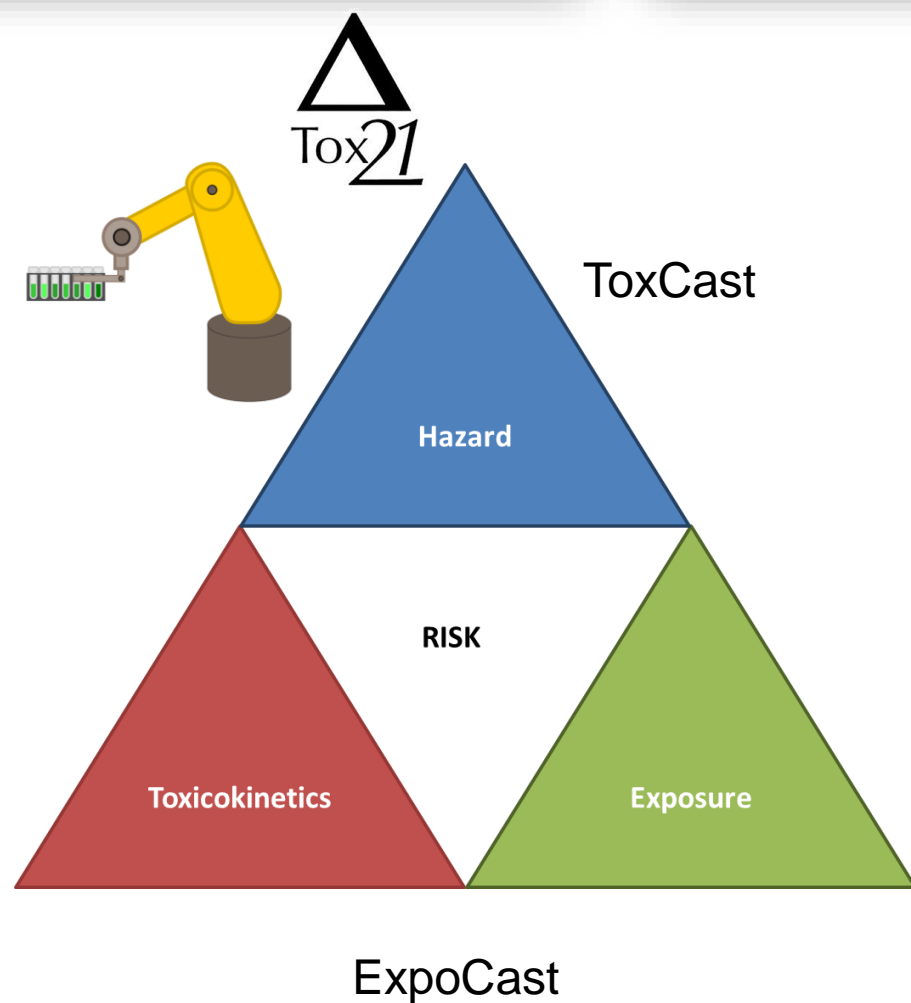 Tox21
ToxCast
Hazard
RISK
Toxicokinetics
Exposure
ExpoCast